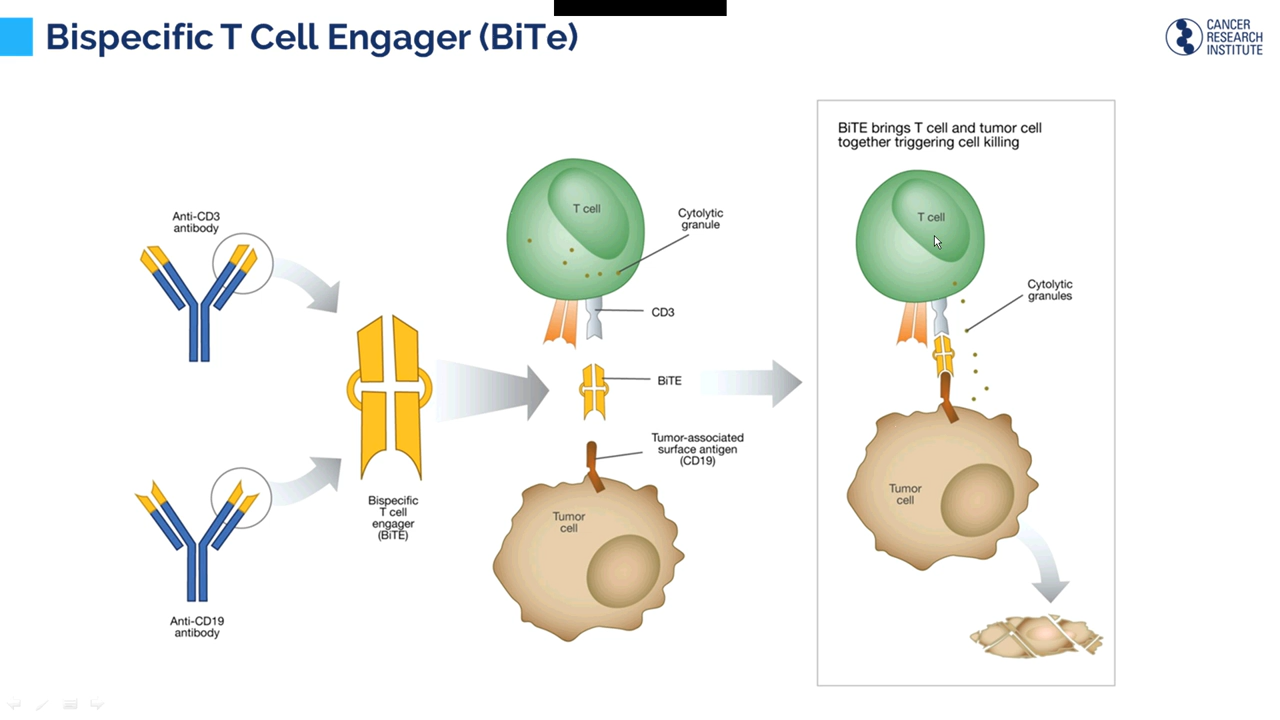 Bispecific T Cell Engager (BiTe)
CANCER
RESEARCH
INSTITUTE
Anti-CD3
antibody
Anti-CD19
antibody
Bispecific
T cell
engager
(BiTE)
T cell
Cytolytic
granule
CD3
BiTE
Tumor-associated
surface antigen
(CD19)
Tumor
cell
BiTE brings T cell and tumor cell
together triggering cell killing
T cell
Cytolytic
granules
Tumor
cell